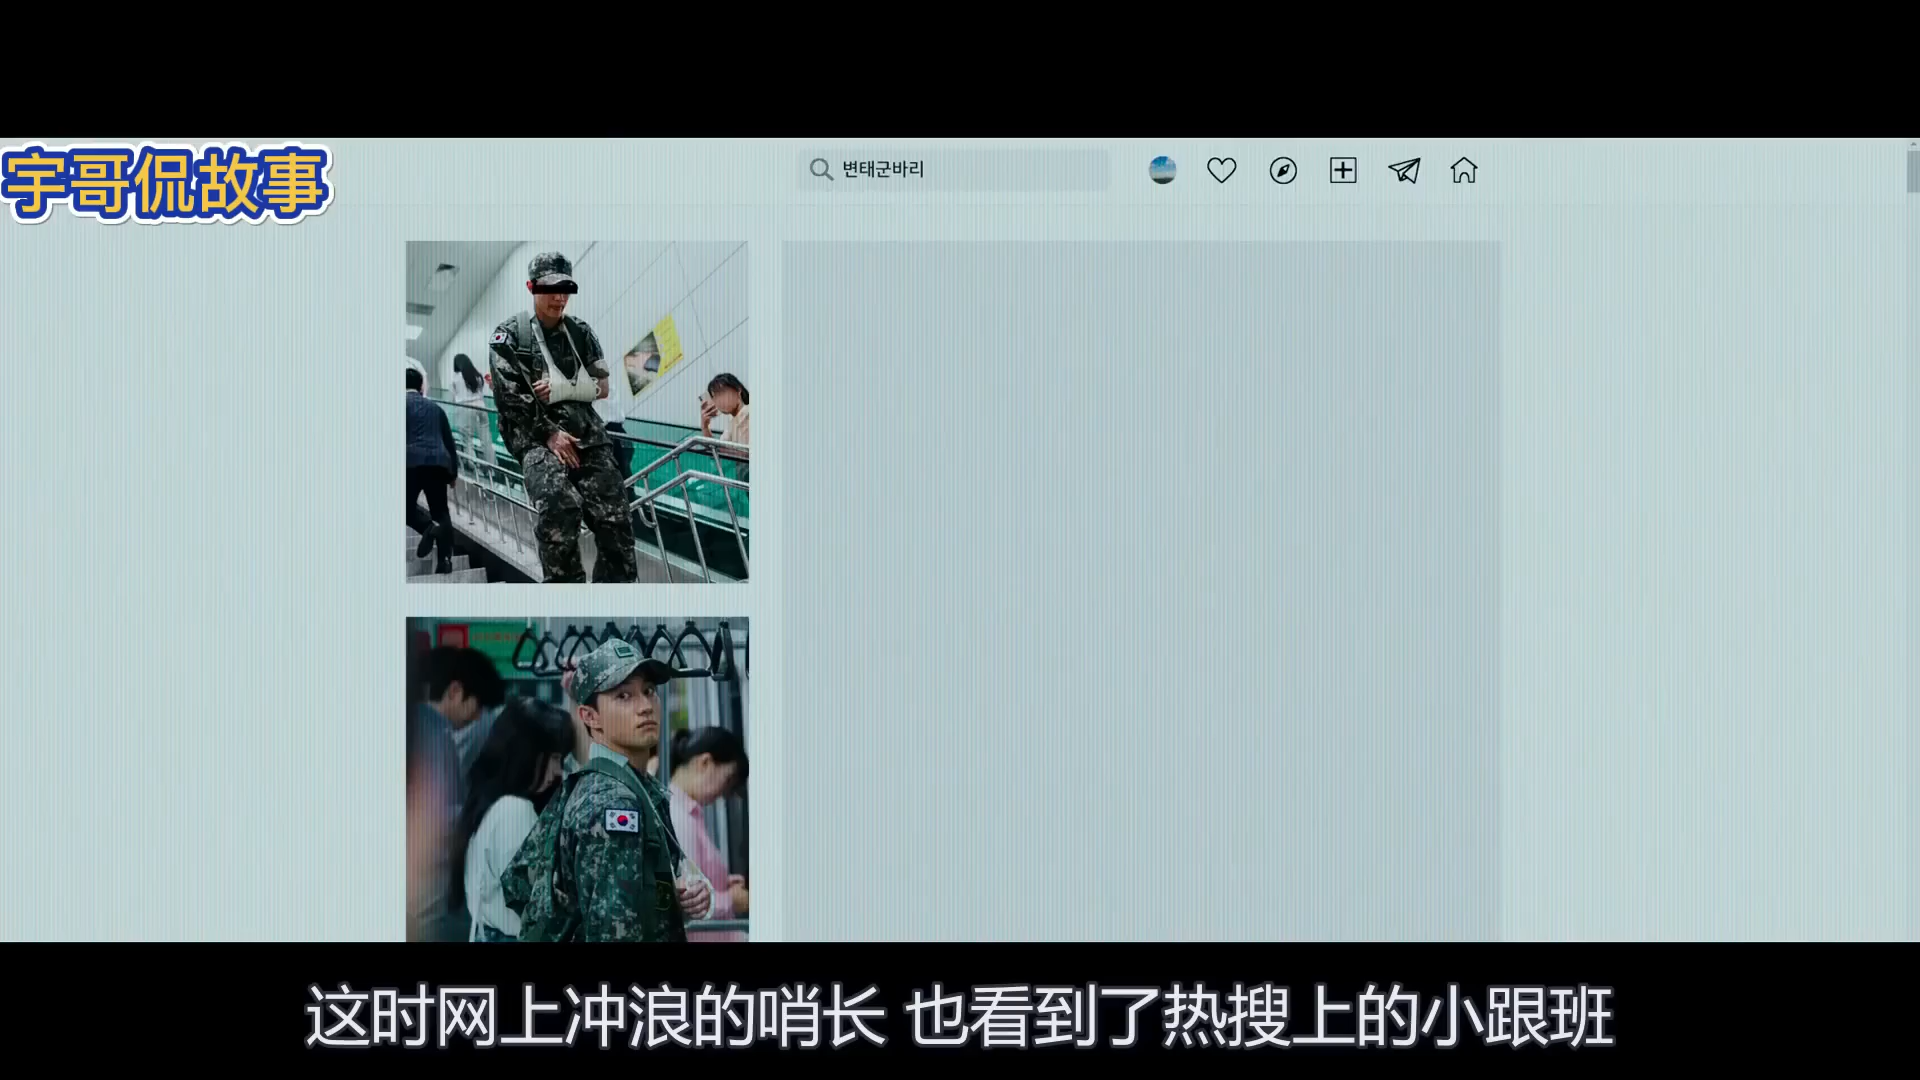 宇哥侃故事
변태군바리
这时网上冲浪的哨长 也看到了热搜上的小跟班